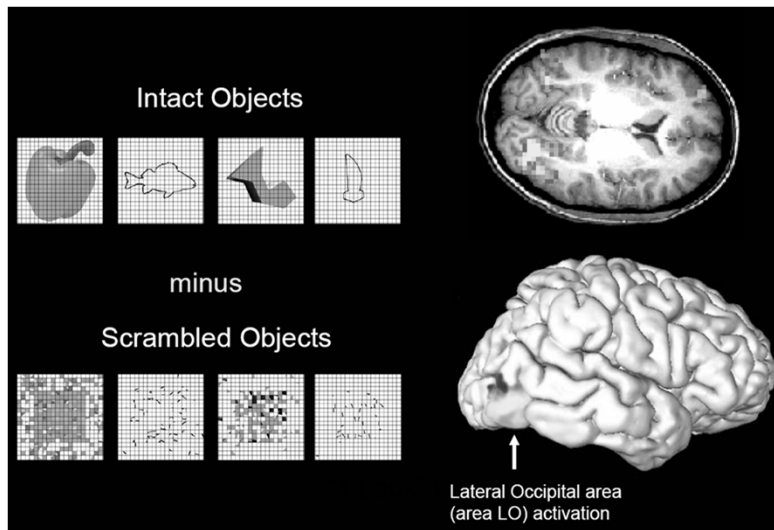 Intact Objects
minus
Scrambled Objects
Lateral Occipital area
(area LO) activation